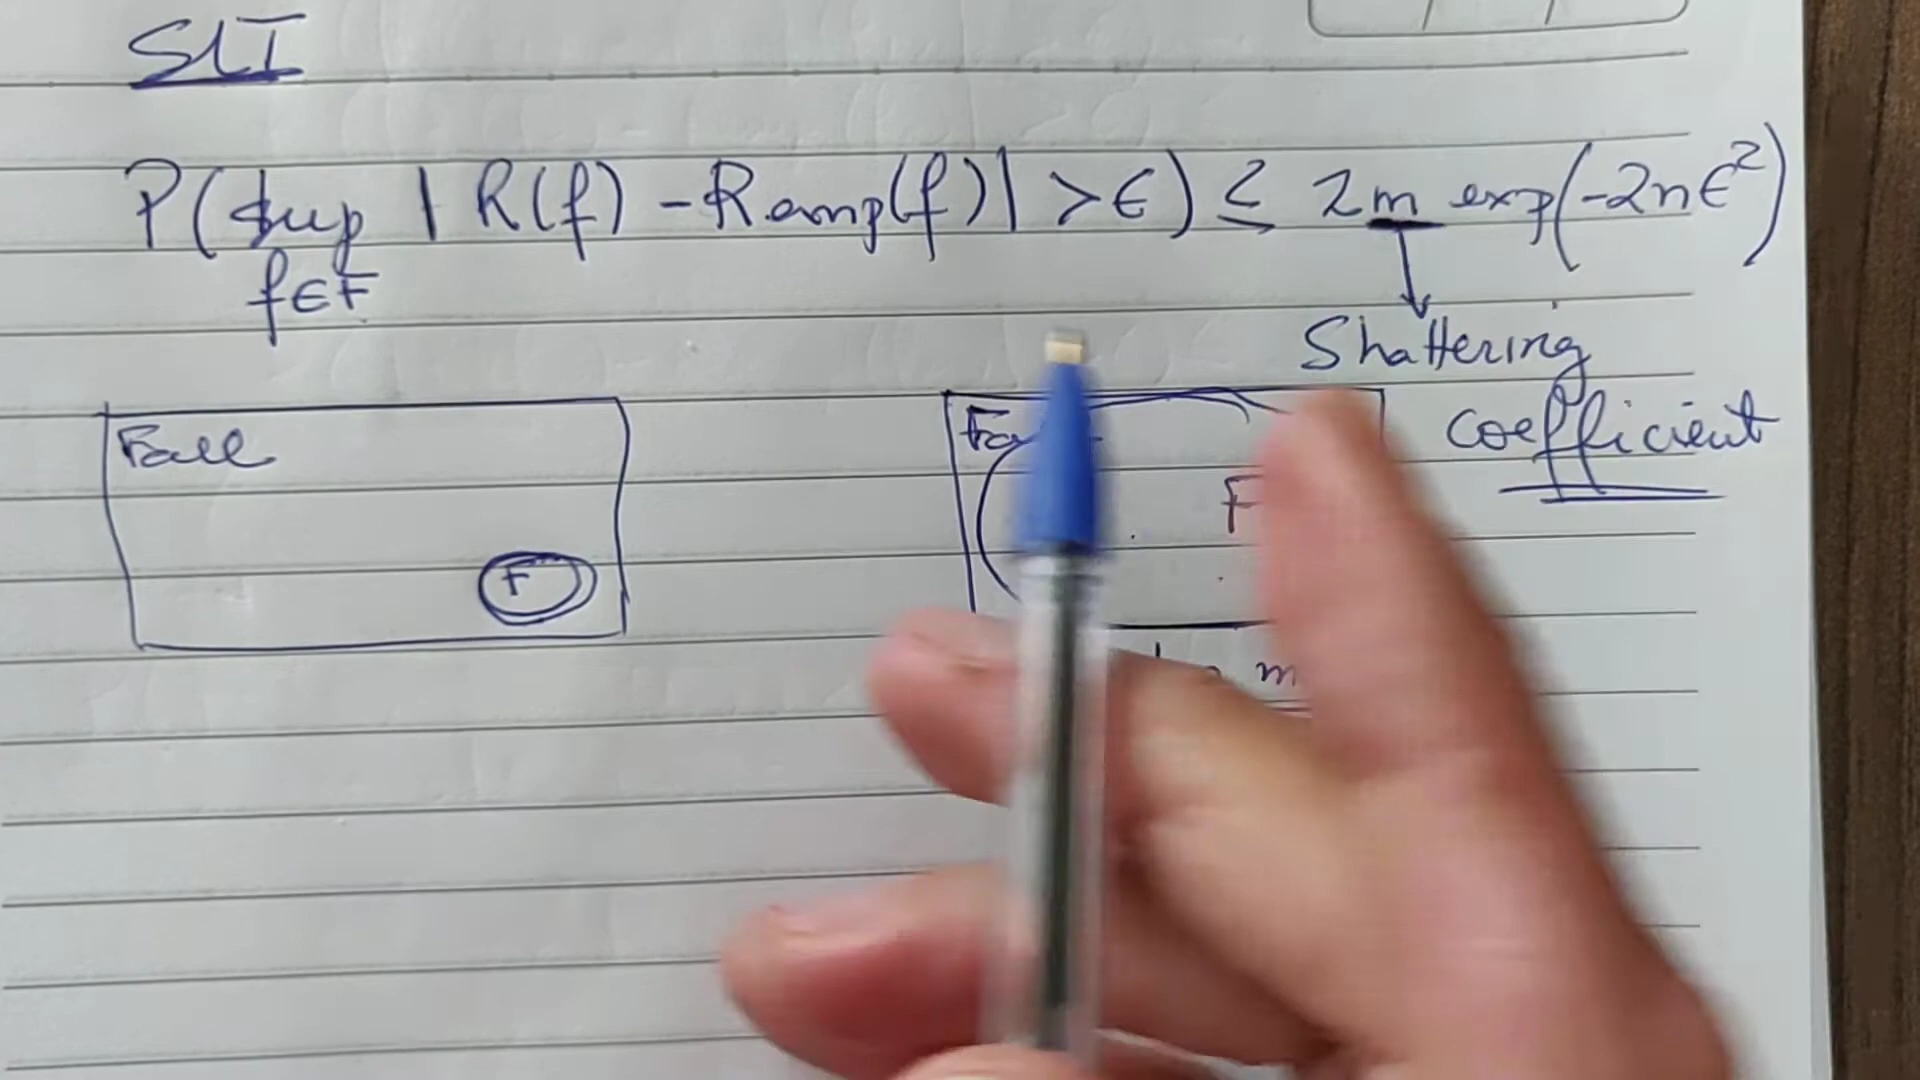 SLT
P(sup | R(f) - Remp(f)| > ϵ) ≤ 2m exp(-2nϵ²)
f∈F
Shattering
coefficient
Fall
F
F
m